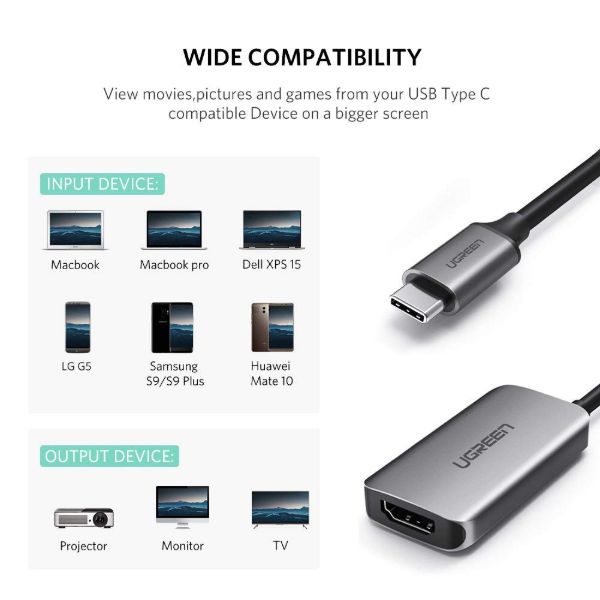 WIDE COMPATIBILITY
View movies,pictures and games from your USB Type C
compatible Device on a bigger screen
INPUT DEVICE:
Macbook
Macbook pro
Dell XPS 15
LG G5
Samsung
S9/S9 Plus
Huawei
Mate 10
OUTPUT DEVICE:
Projector
Monitor
TV
UGREEN
UGREEN